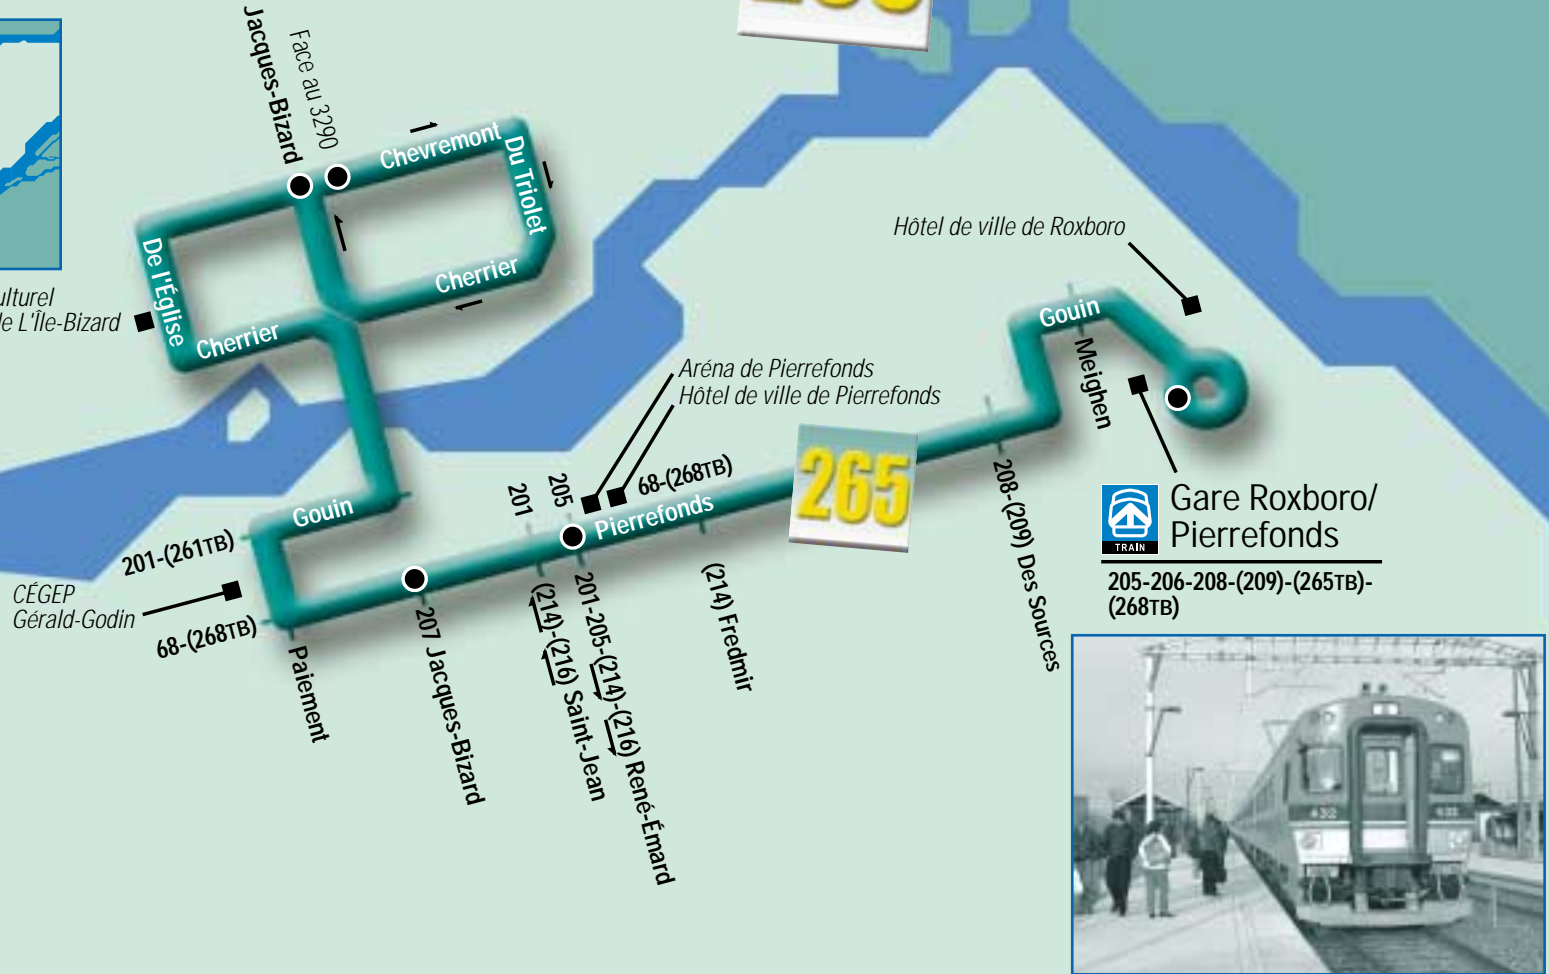 Jacques-Bizard
Face au 3290
Chevremont
Du Triolet
De l'Église
Cherrier
Cherrier
de L'Île-Bizard
Hôtel de ville de Roxboro
Gouin
Meighen
Aréna de Pierrefonds
Hôtel de ville de Pierrefonds
265
68-(268TB)
205
201
Pierrefonds
Gouin
201-(261TB)
CÉGEP
Gérald-Godin
68-(268TB)
Paiement
207 Jacques-Bizard
(214)-(216) Saint-Jean
201-205-(214)-(216) René-Émard
(214) Fredmir
208-(209) Des Sources
TRAIN
Gare Roxboro/
Pierrefonds
205-206-208-(209)-(265TB)-
(268TB)